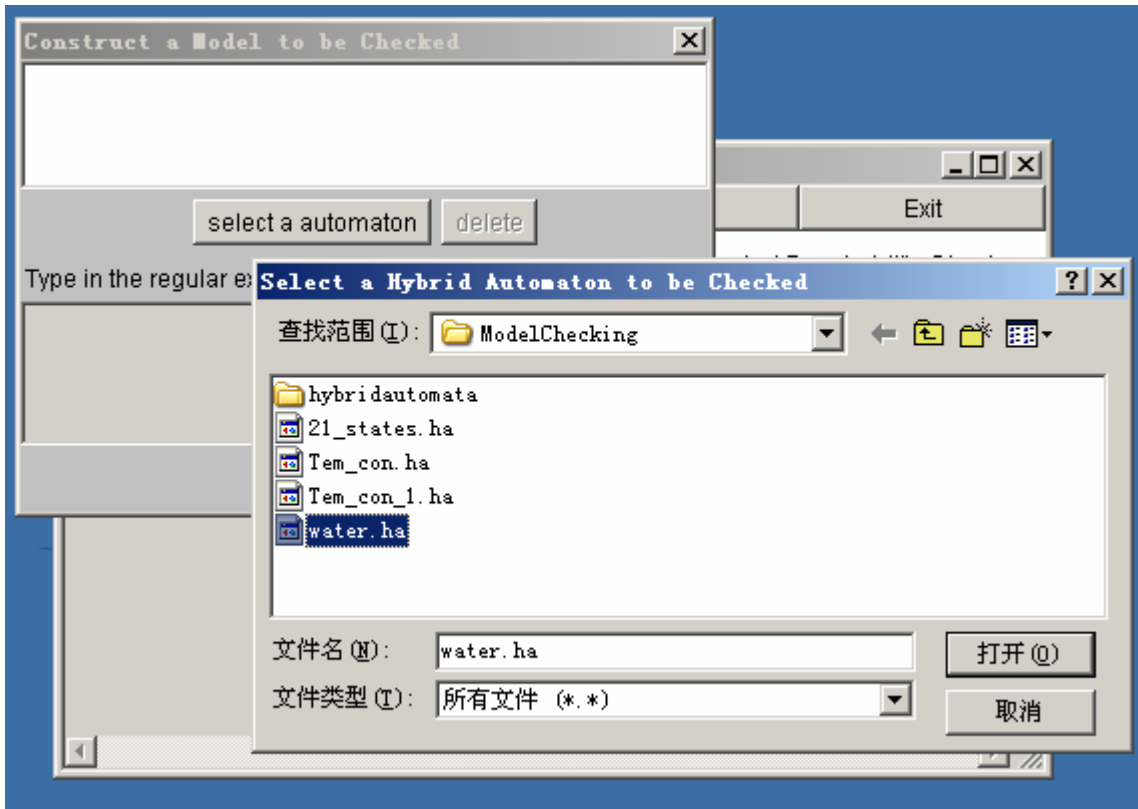 Construct a Model to be Checked
select a automaton delete
Exit
Type in the regular
Select a Hybrid Automaton to be Checked
查找范围(I): ModelChecking
hybridautomata
21_states.ha
Tem_con.ha
Tem_con_1.ha
water.ha
文件名(N): water.ha
打开(O)
文件类型(T): 所有文件 (*.*)
取消